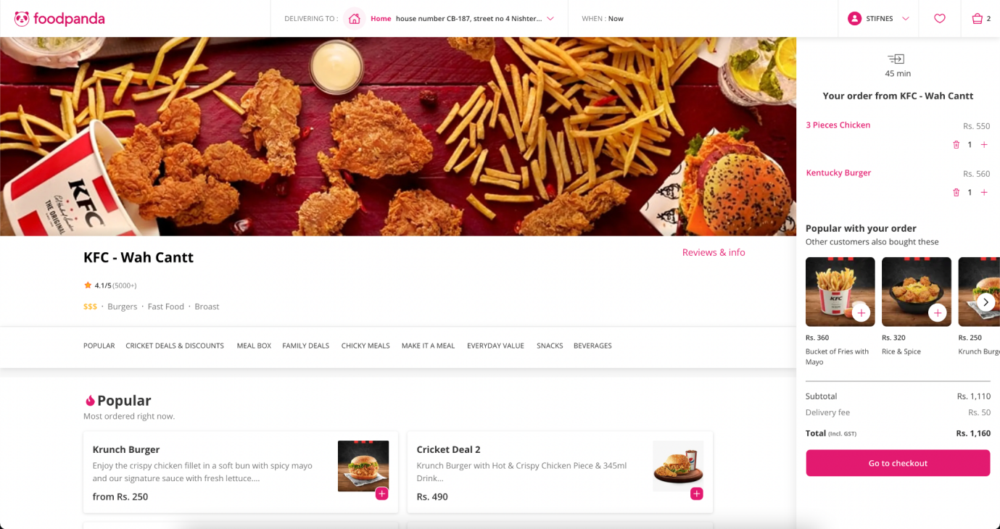 foodpanda
DELIVERING TO : Home house number CB-187, street no 4 Nishter...
WHEN : Now
STIFNES
2
KFC
THE ORIGINAL
45 min
Your order from KFC - Wah Cantt
3 Pieces Chicken Rs. 550
1 +
Kentucky Burger Rs. 560
1 +
Popular with your order
Other customers also bought these
KFC
Rs. 360
Bucket of Fries with
Mayo
Rs. 320
Rice & Spice
Rs. 250
Krunch Burge
Subtotal Rs. 1,110
Delivery fee Rs. 50
Total (Incl. GST) Rs. 1,160
Go to checkout
KFC - Wah Cantt
Reviews & info
4.1/5 (5000+)
$$$ · Burgers · Fast Food · Broast
POPULAR CRICKET DEALS & DISCOUNTS MEAL BOX FAMILY DEALS CHICKY MEALS MAKE IT A MEAL EVERYDAY VALUE SNACKS BEVERAGES
Popular
Most ordered right now.
Krunch Burger
Enjoy the crispy chicken fillet in a soft bun with spicy mayo
and our signature sauce with fresh lettuce....
from Rs. 250
Cricket Deal 2
Krunch Burger with Hot & Crispy Chicken Piece & 345ml
Drink...
Rs. 490